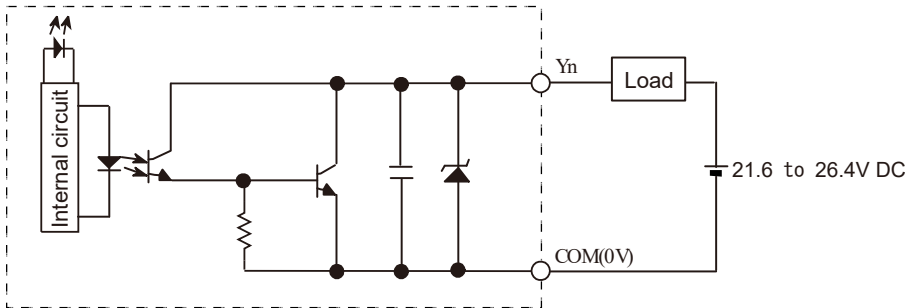 Internal circuit
Yn
Load
21.6 to 26.4V DC
COM(0V)